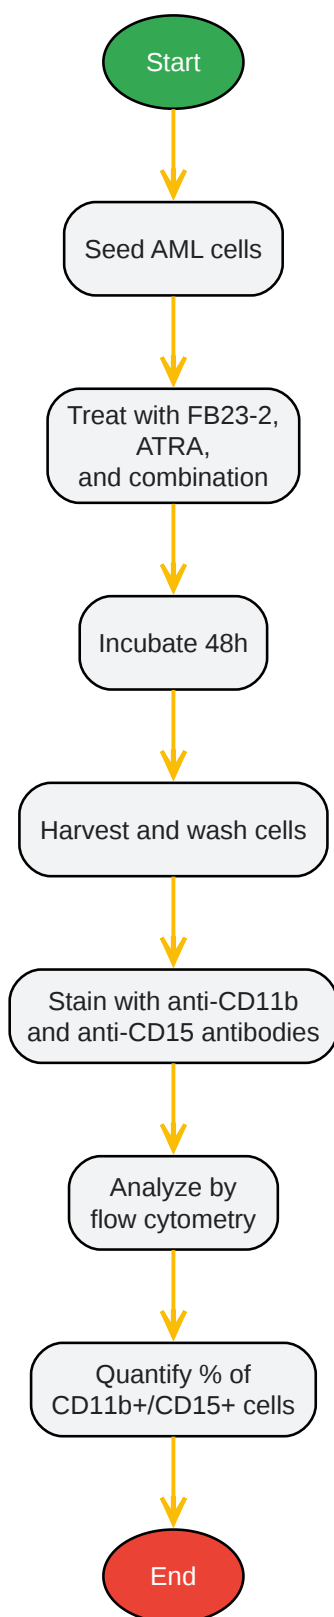 Start
Seed AML cells
Treat with FB23-2,
ATRA,
and combination
Incubate 48h
Harvest and wash cells
Stain with anti-CD11b
and anti-CD15 antibodies
Analyze by
flow cytometry
Quantify % of
CD11b+/CD15+ cells
End